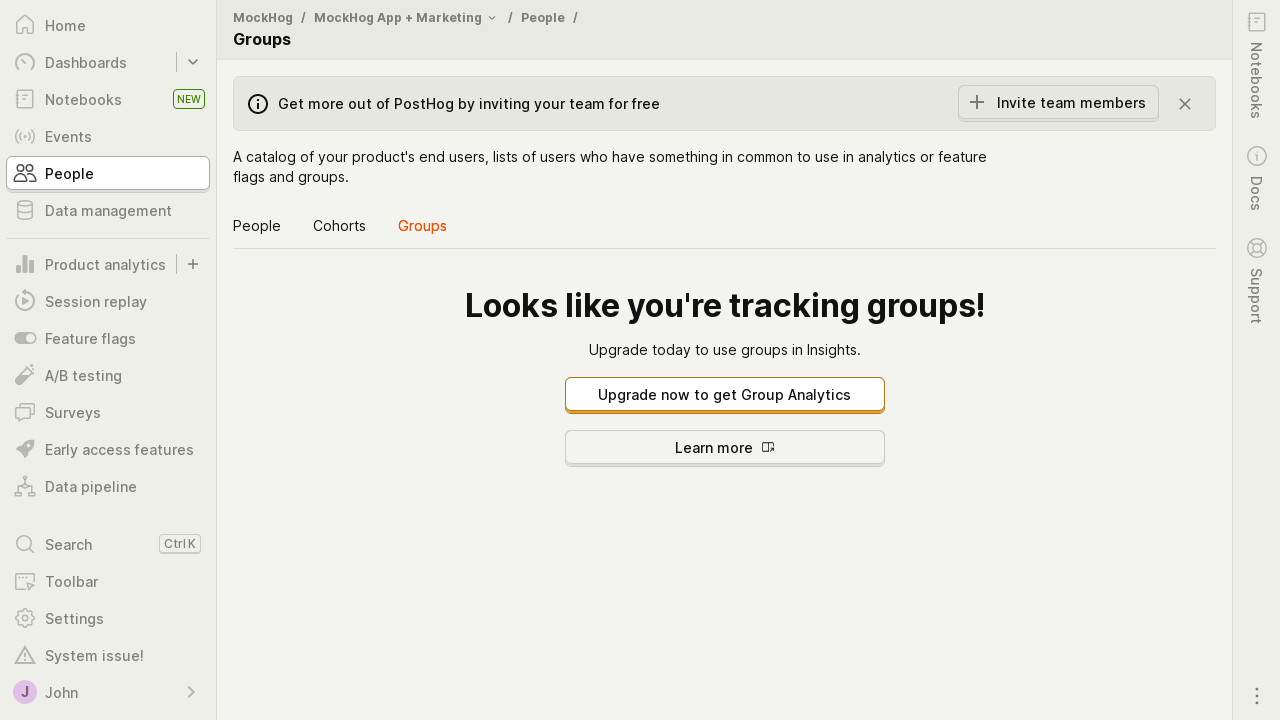 Home
Dashboards
Notebooks NEW
Events
People
Data management
Product analytics
Session replay
Feature flags
A/B testing
Surveys
Early access features
Data pipeline
Search Ctrl K
Toolbar
Settings
System issue!
J John
MockHog / MockHog App + Marketing / People /
Groups
Get more out of PostHog by inviting your team for free
Invite team members
A catalog of your product's end users, lists of users who have something in common to use in analytics or feature
flags and groups.
People Cohorts Groups
Looks like you're tracking groups!
Upgrade today to use groups in Insights.
Upgrade now to get Group Analytics
Learn more
Notebooks
Docs
Support